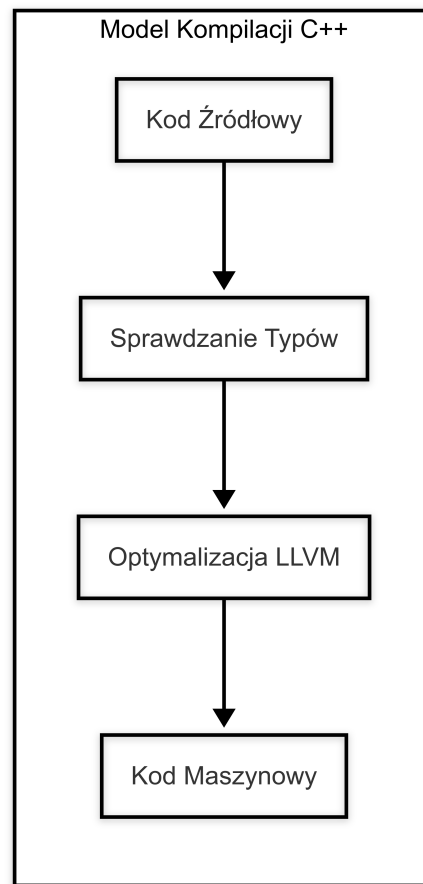 Model Kompilacji C++
Kod Źródłowy
Sprawdzanie Typów
Optymalizacja LLVM
Kod Maszynowy